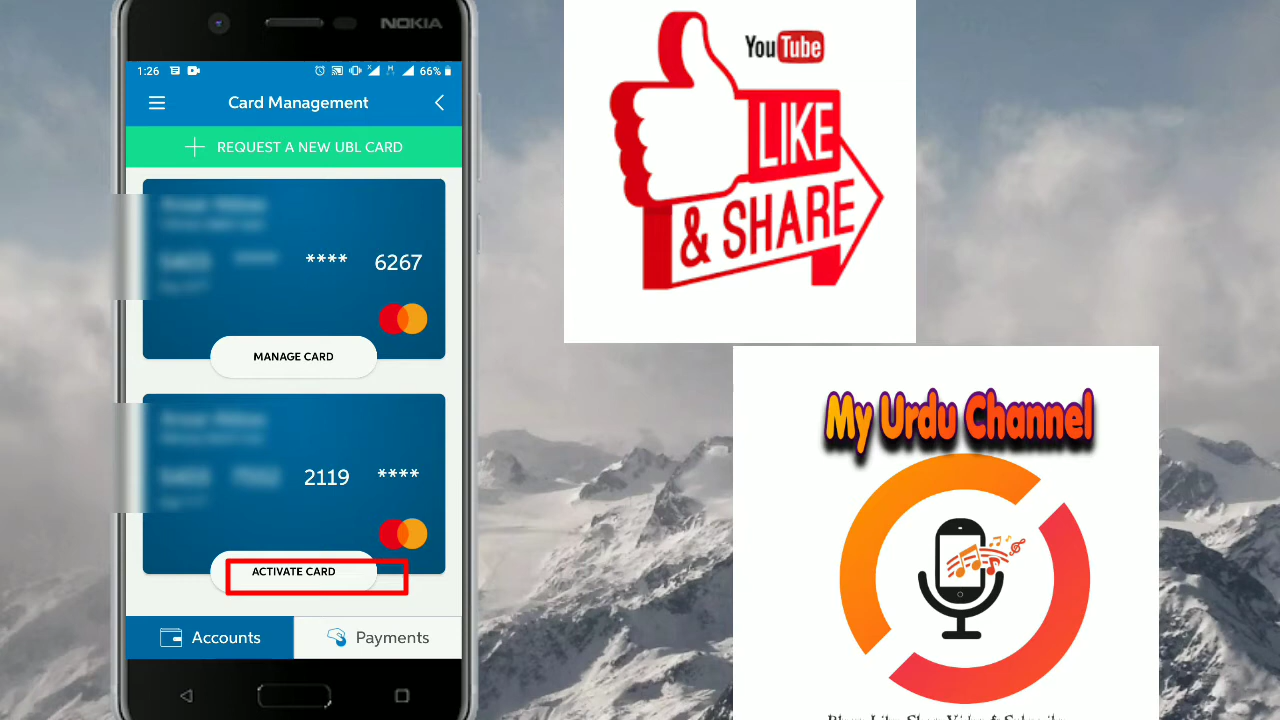 NOKIA
1:26
66%
Card Management
REQUEST A NEW UBL CARD
**** 6267
MANAGE CARD
2119 ****
ACTIVATE CARD
Accounts
Payments
YouTube
LIKE
& SHARE
My Urdu Channel